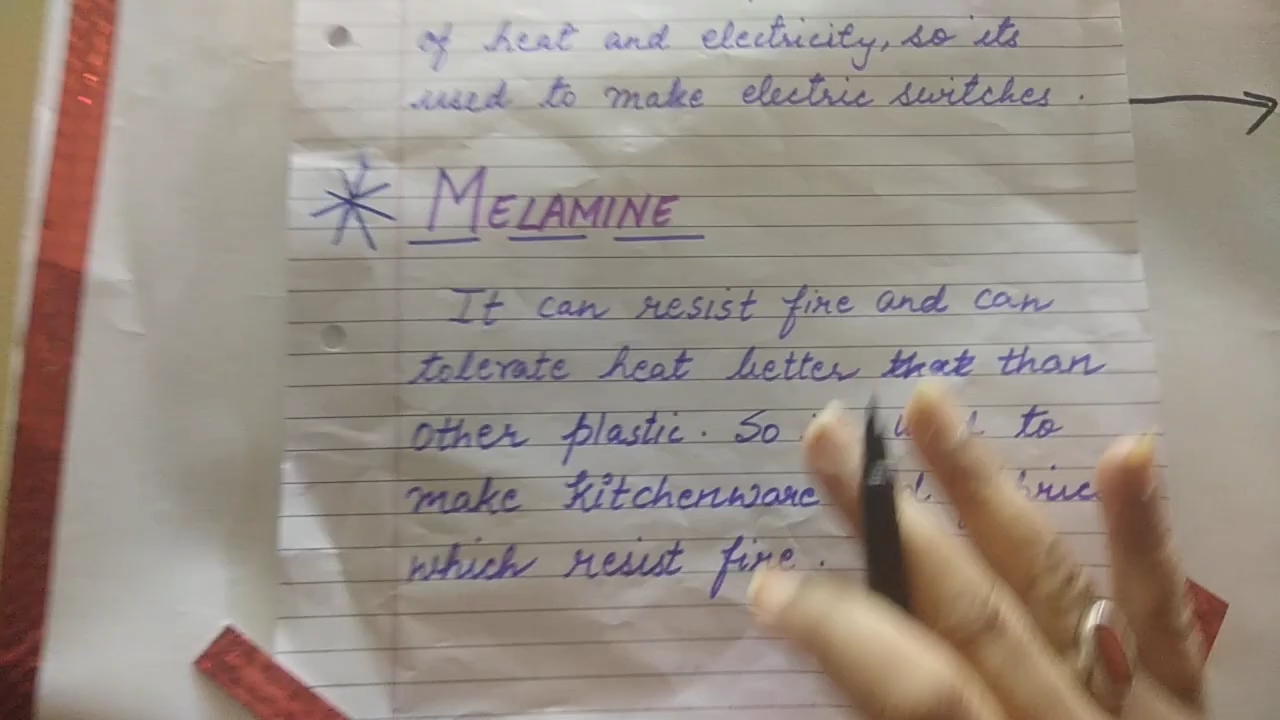 of heat and electricity, so its
used to make electric switches.
MELAMINE
It can resist fire and can
tolerate heat better that than
other plastic. So to
make kitchenware
which resist fire.